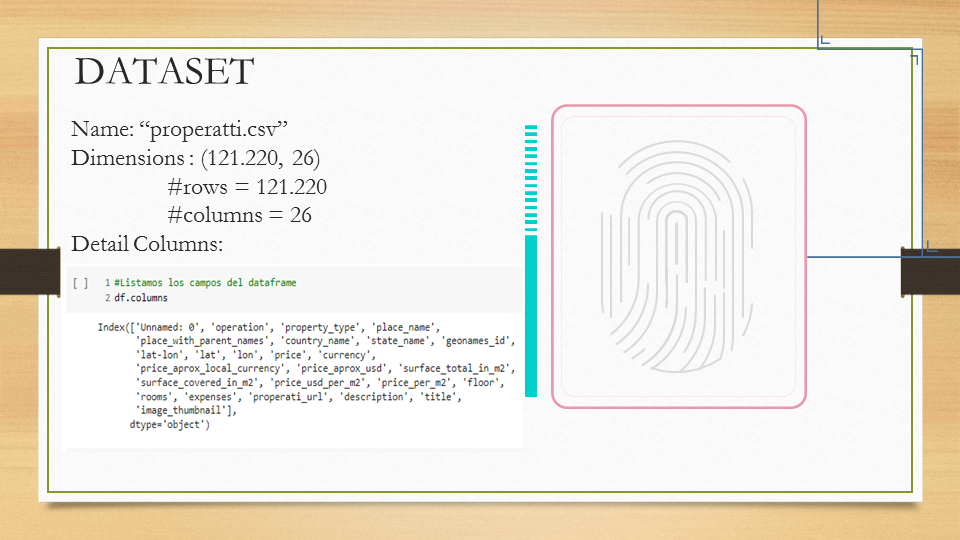 DATASET
Name: “properatti.csv”
Dimensions : (121.220, 26)
#rows = 121.220
#columns = 26
Detail Columns:
[ ] 1 #Listamos los campos del dataframe
2 df.columns
Index(['Unnamed: 0', 'operation', 'property_type', 'place_name',
'place_with_parent_names', 'country_name', 'state_name', 'geonames_id',
'lat-lon', 'lat', 'lon', 'price', 'currency',
'price_aprox_local_currency', 'price_aprox_usd', 'surface_total_in_m2',
'surface_covered_in_m2', 'price_usd_per_m2', 'price_per_m2', 'floor',
'rooms', 'expenses', 'properati_url', 'description', 'title',
'image_thumbnail'],
dtype='object')